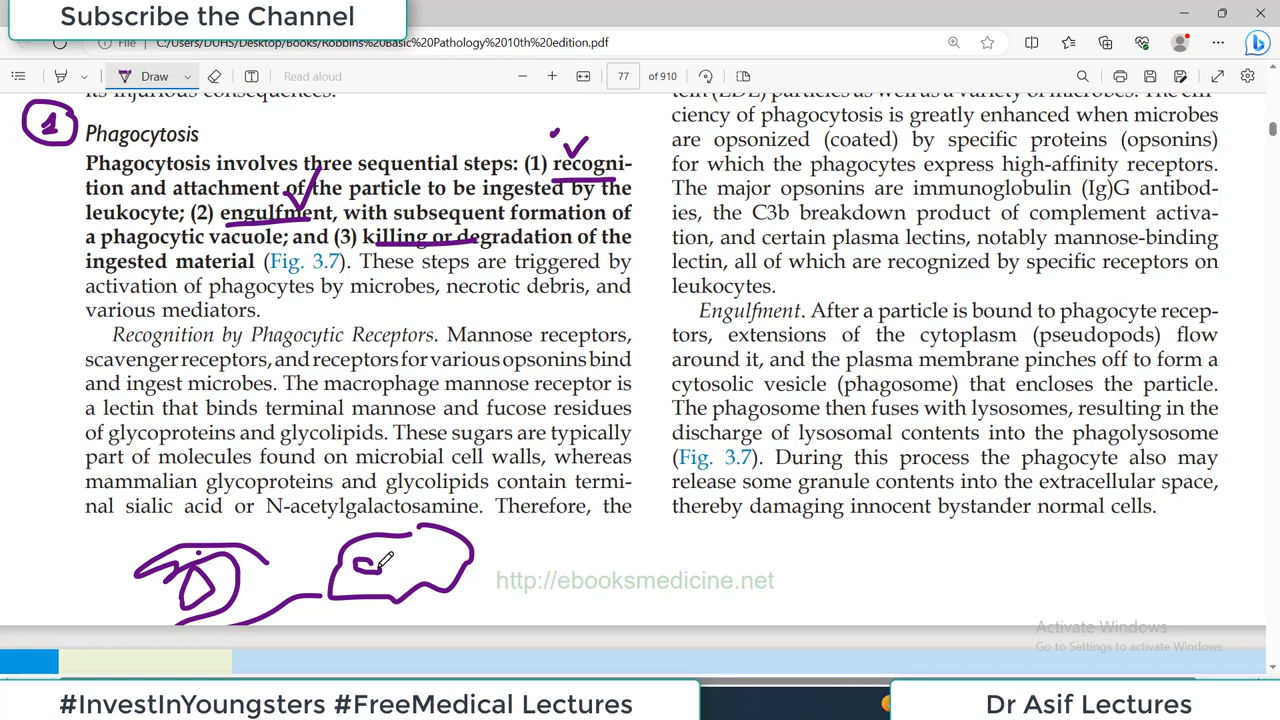 Subscribe the Channel
File
C:/Users/DUHS/Desktop/Books/Robbins%20Basic%20Pathology%2010th%20edition.pdf
Draw
Read aloud
77
of 910
its injurious consequences.
1
Phagocytosis
Phagocytosis involves three sequential steps: (1) recogni-
tion and attachment of the particle to be ingested by the
leukocyte; (2) engulfment, with subsequent formation of
a phagocytic vacuole; and (3) killing or degradation of the
ingested material (Fig. 3.7). These steps are triggered by
activation of phagocytes by microbes, necrotic debris, and
various mediators.
Recognition by Phagocytic Receptors. Mannose receptors,
scavenger receptors, and receptors for various opsonins bind
and ingest microbes. The macrophage mannose receptor is
a lectin that binds terminal mannose and fucose residues
of glycoproteins and glycolipids. These sugars are typically
part of molecules found on microbial cell walls, whereas
mammalian glycoproteins and glycolipids contain termi-
nal sialic acid or N-acetylgalactosamine. Therefore, the
tein (LDL) particles as well as a variety of microbes. The effi-
ciency of phagocytosis is greatly enhanced when microbes
are opsonized (coated) by specific proteins (opsonins)
for which the phagocytes express high-affinity receptors.
The major opsonins are immunoglobulin (Ig)G antibod-
ies, the C3b breakdown product of complement activa-
tion, and certain plasma lectins, notably mannose-binding
lectin, all of which are recognized by specific receptors on
leukocytes.
Engulfment. After a particle is bound to phagocyte recep-
tors, extensions of the cytoplasm (pseudopods) flow
around it, and the plasma membrane pinches off to form a
cytosolic vesicle (phagosome) that encloses the particle.
The phagosome then fuses with lysosomes, resulting in the
discharge of lysosomal contents into the phagolysosome
(Fig. 3.7). During this process the phagocyte also may
release some granule contents into the extracellular space,
thereby damaging innocent bystander normal cells.
http://ebooksmedicine.net
Activate Windows
Go to Settings to activate Windows.
#InvestInYoungsters #FreeMedical Lectures
Dr Asif Lectures